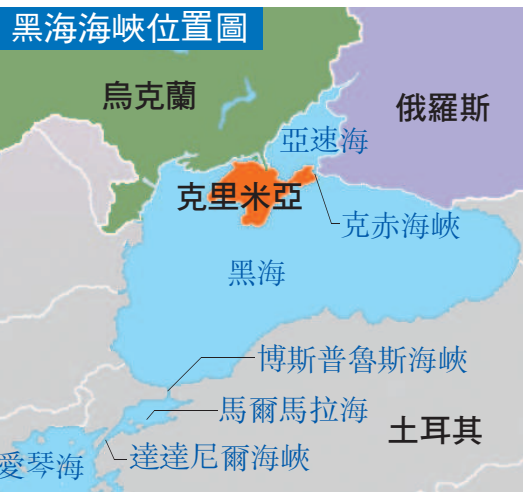 黑海海峽位置圖
烏克蘭
俄羅斯
亞速海
克里米亞
克赤海峽
黑海
博斯普魯斯海峽
馬爾馬拉海
土耳其
愛琴海
達達尼爾海峽